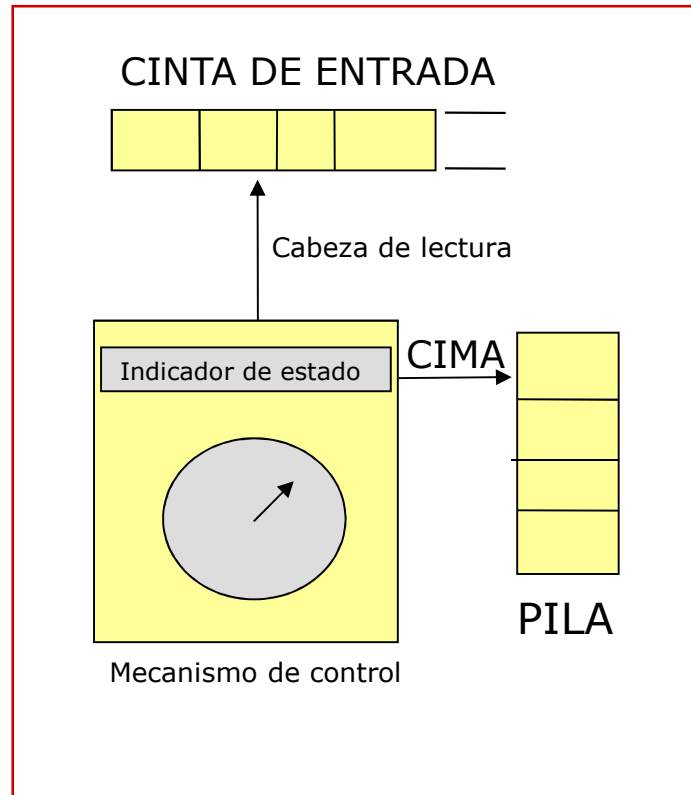 CINTA DE ENTRADA
Cabeza de lectura
CIMA
Indicador de estado
PILA
Mecanismo de control